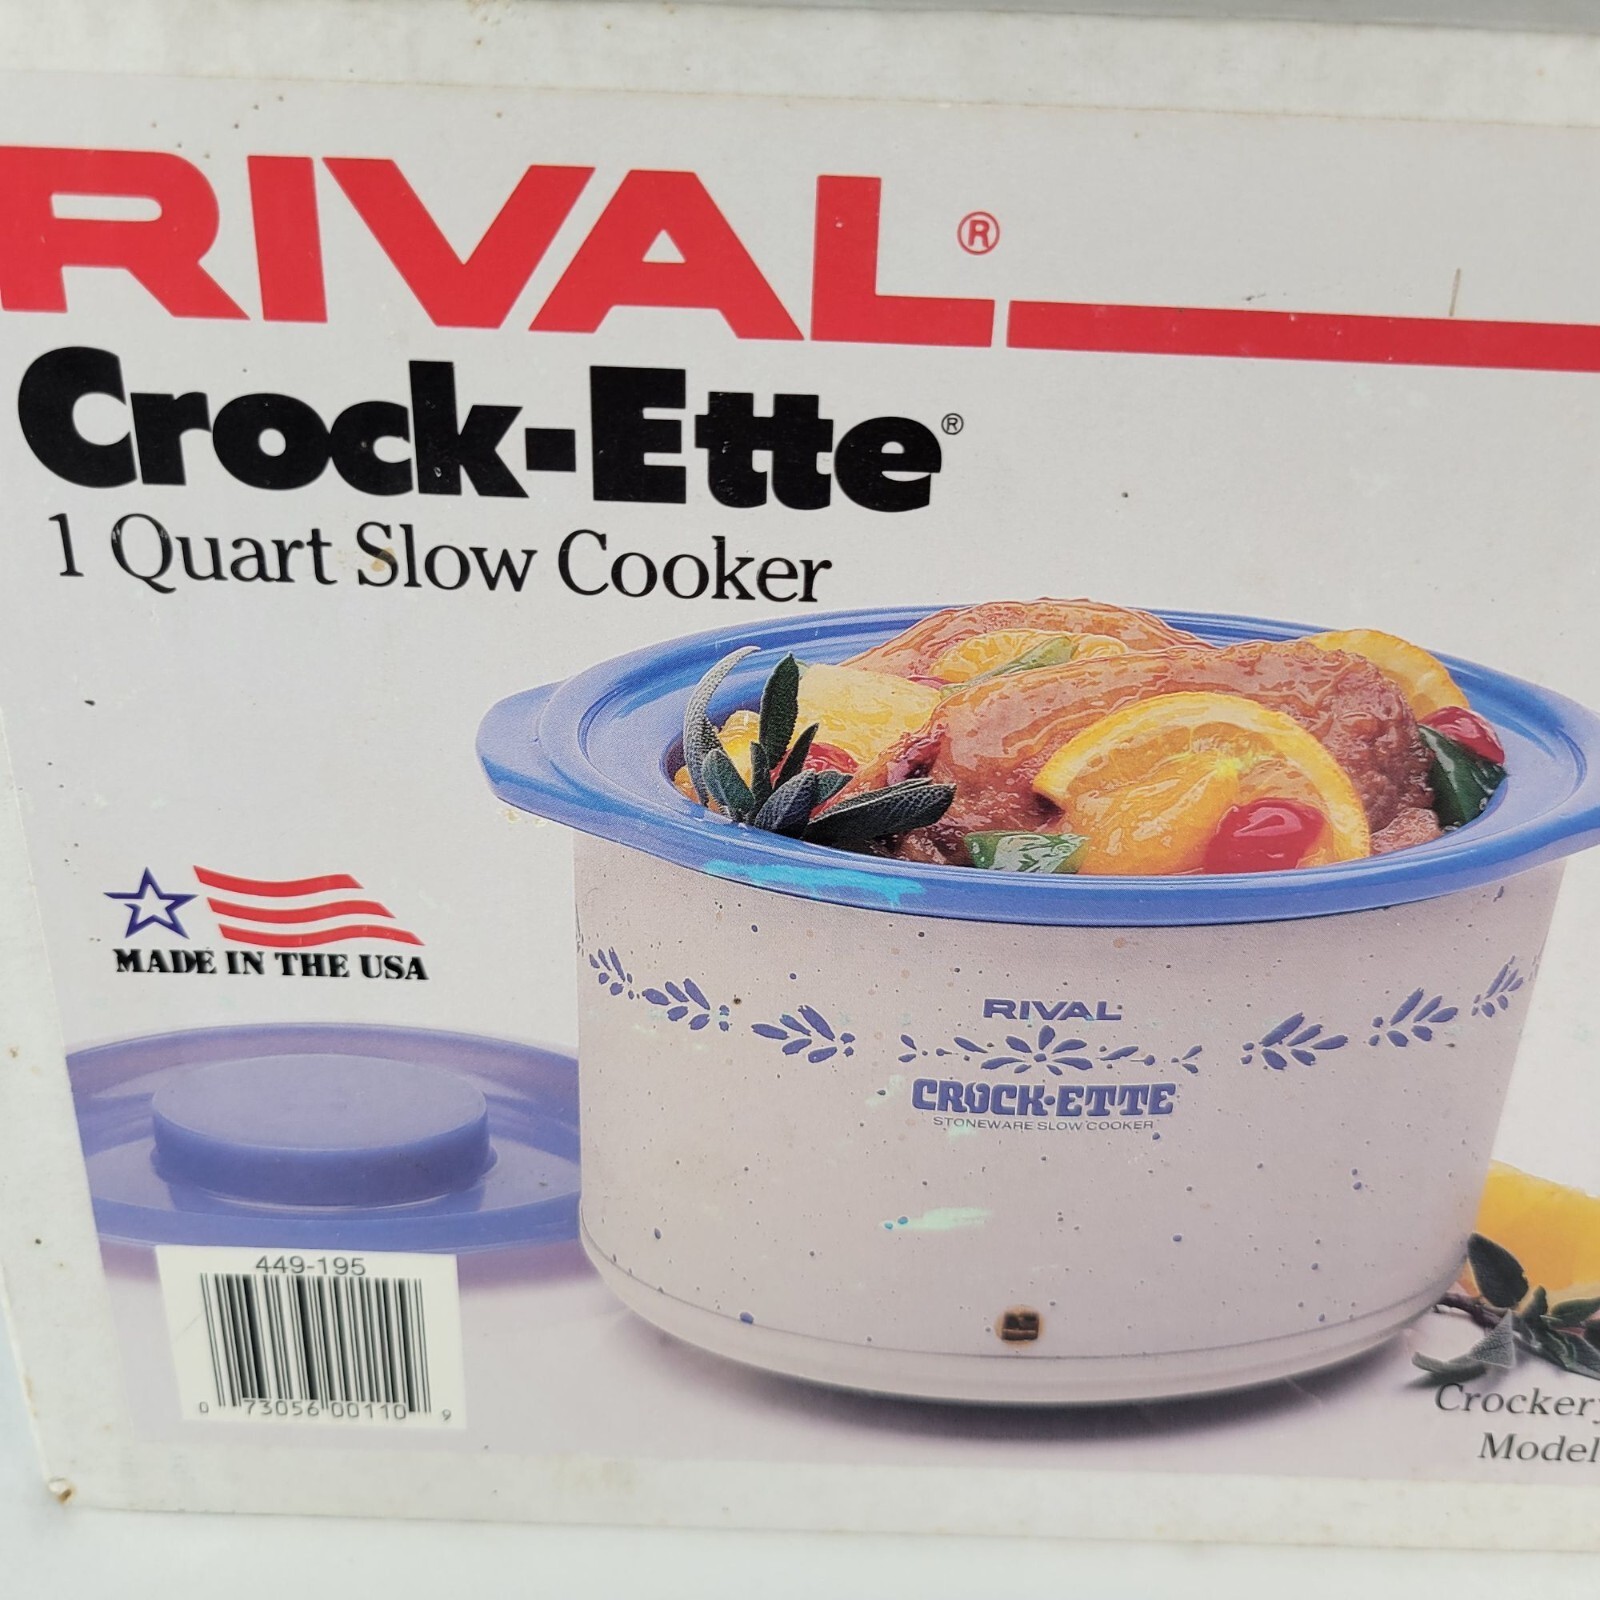 RIVAL®
Crock-Ette®
1 Quart Slow Cooker
MADE IN THE USA
RIVAL
CROCK-ETTE
STONEWARE SLOW COOKER
449-195
0 73056 00110 9
Crockery
Model